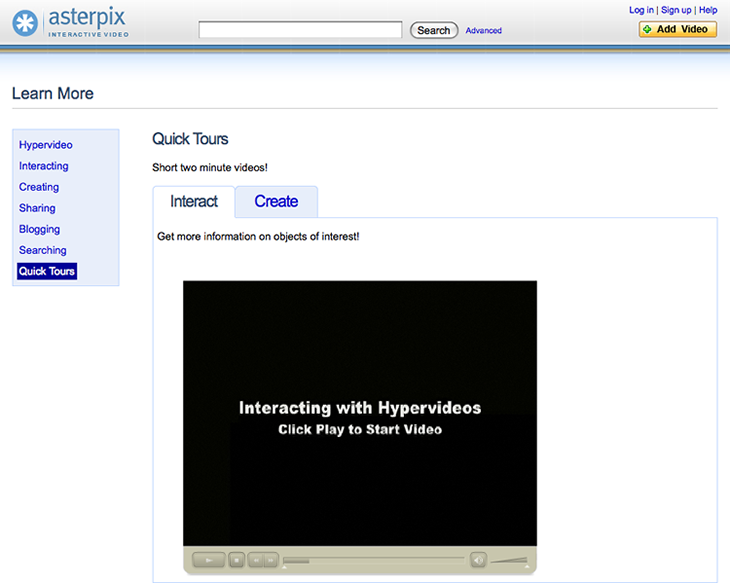 asterpix
INTERACTIVE VIDEO
Search
Advanced
Log in | Sign up | Help
Add Video
Learn More
Hypervideo
Interacting
Creating
Sharing
Blogging
Searching
Quick Tours
Quick Tours
Short two minute videos!
Interact
Create
Get more information on objects of interest!
Interacting with Hypervideos
Click Play to Start Video